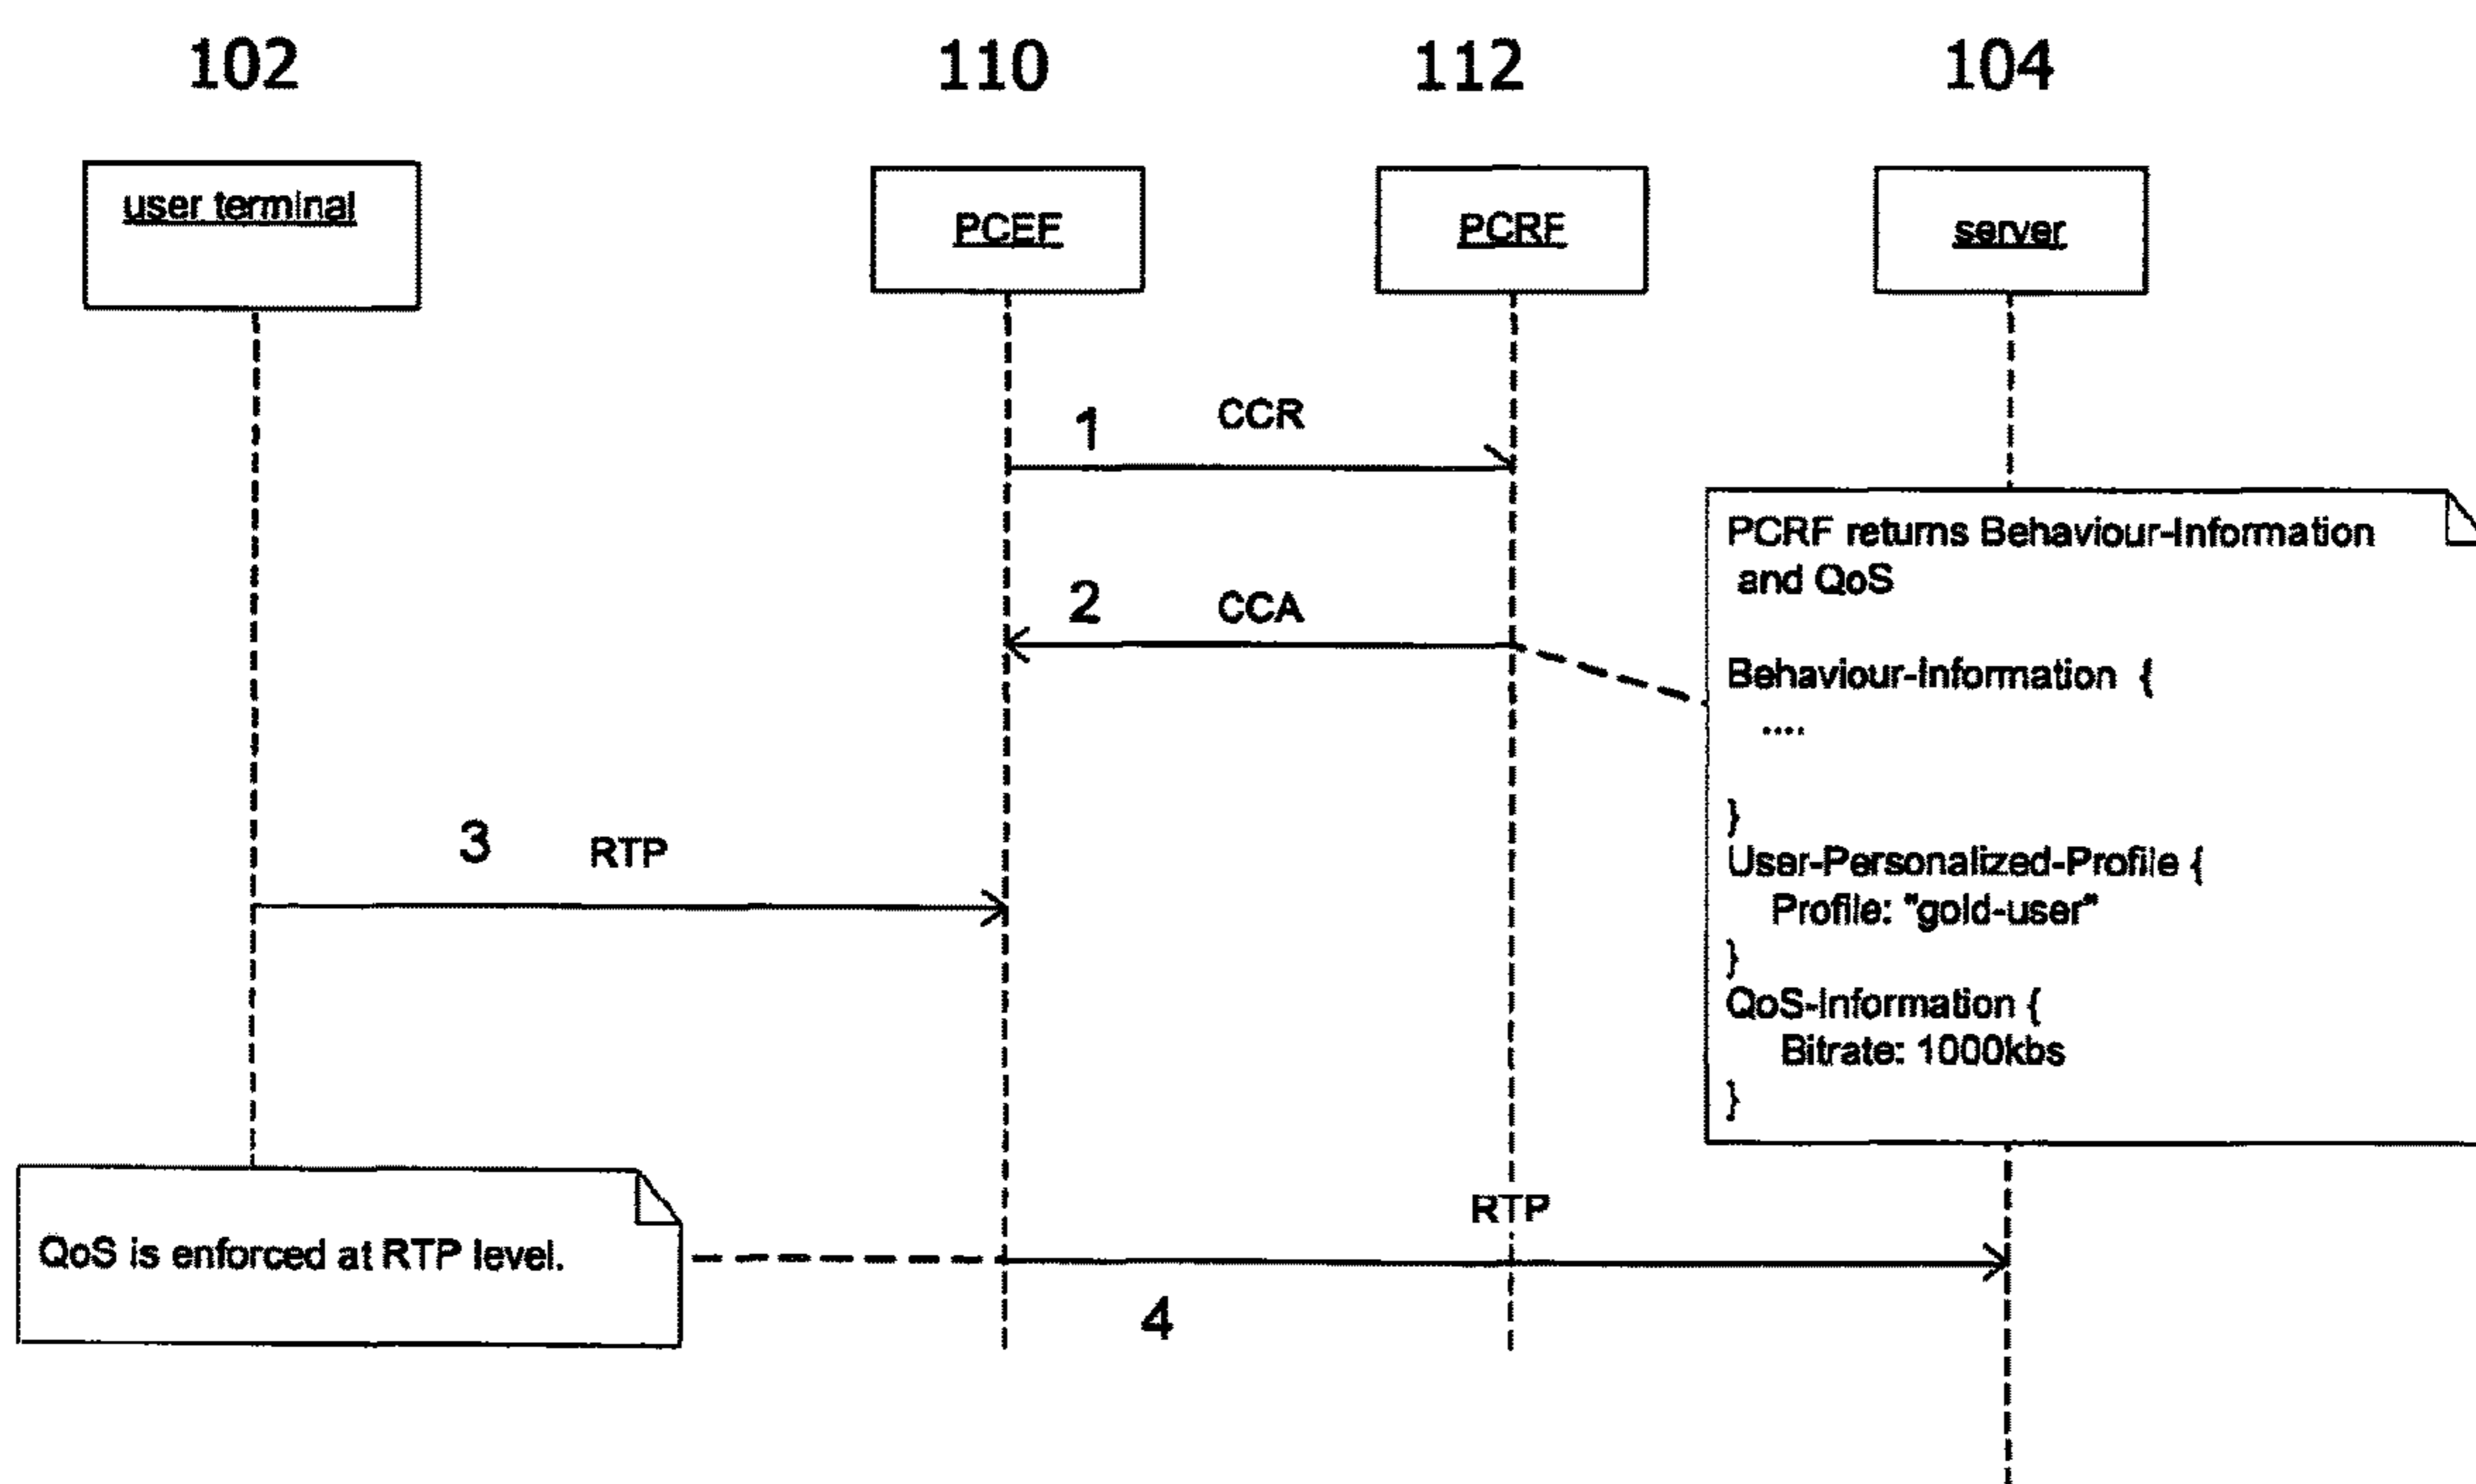 102
110
112
104
user terminal
PCEF
PCRF
server
1
CCR
PCRF returns Behaviour-Information
and QoS
2
CCA
Behaviour-Information {
....
}
3
RTP
User-Personalized-Profile {
Profile: "gold-user"
}
QoS-Information {
Bitrate: 1000kbs
}
RTP
QoS is enforced at RTP level.
4